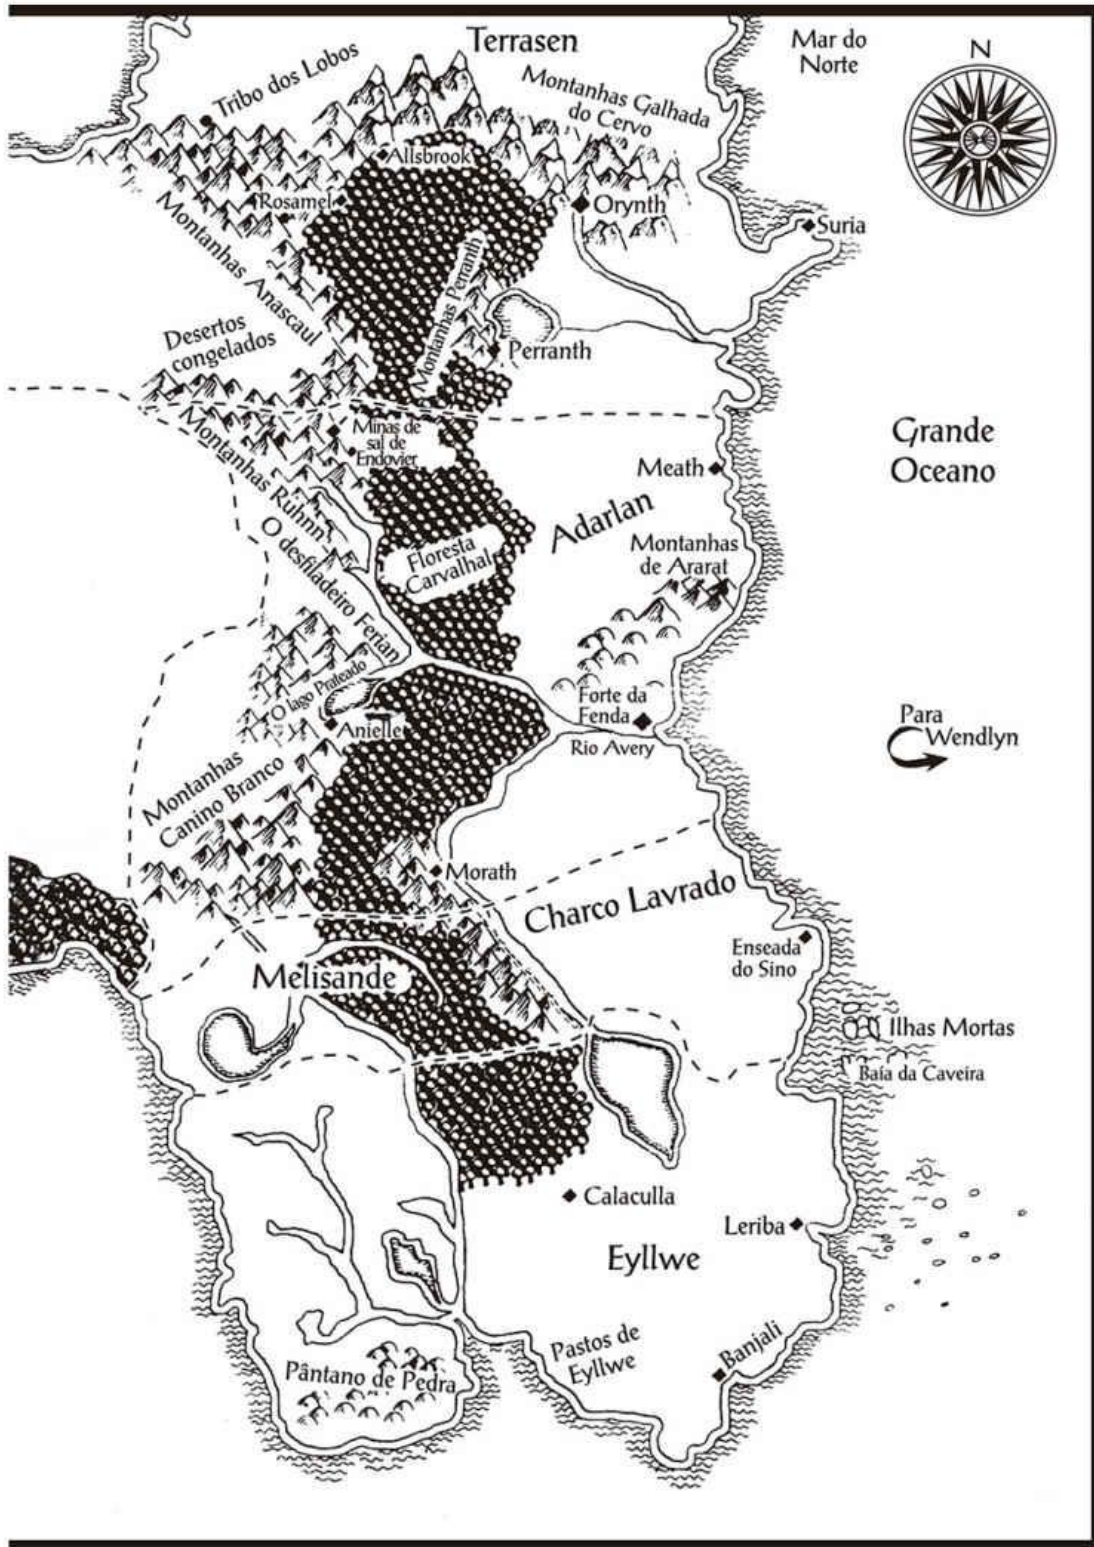 Terrasen
Mar do
Norte
N
Tribo dos Lobos
Montanhas Galhada
do Cervo
Allsbrook
Rosamel
Orynth
Suria
Montanhas Anascaul
Montanhas Perranth
Desertos
congelados
Perranth
Minas de
sal de
Endovier
Grande
Oceano
Montanhas Ruhnn
Meath
Adarlan
O desfiladeiro Ferian
Floresta
Carvalhal
Montanhas
de Ararat
O lago Prateado
Anielle
Forte da
Fenda
Rio Avery
Para
Wendlyn
Montanhas
Canino Branco
Morath
Charco Lavrado
Enseada
do Sino
Melisande
Ilhas Mortas
Baía da Caveira
Calaculla
Leriba
Eyllwe
Pastos de
Eyllwe
Banjali
Pântano de Pedra